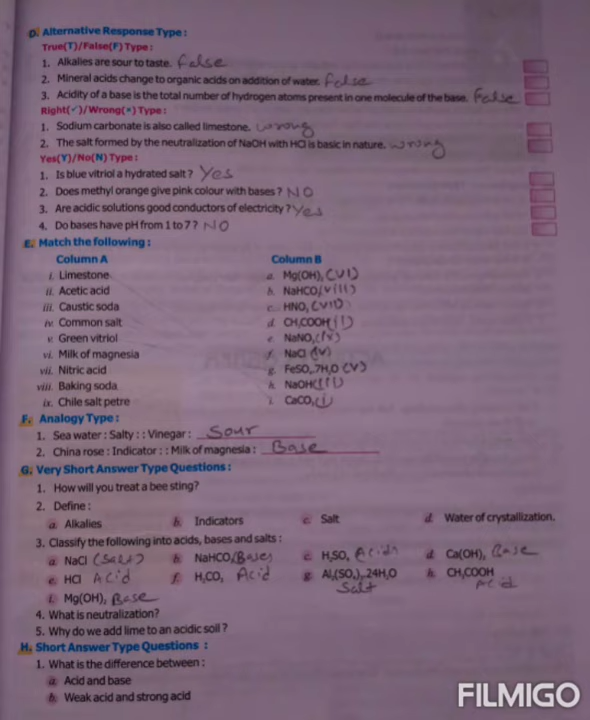 D. Alternative Response Type :
True(T)/False(F) Type :
1. Alkalies are sour to taste. False
2. Mineral acids change to organic acids on addition of water. False
3. Acidity of a base is the total number of hydrogen atoms present in one molecule of the base. False
Right(✓)/Wrong(×) Type :
1. Sodium carbonate is also called limestone. wrong
2. The salt formed by the neutralization of NaOH with HCl is basic in nature. wrong
Yes(Y)/No(N) Type :
1. Is blue vitriol a hydrated salt ? Yes
2. Does methyl orange give pink colour with bases ? NO
3. Are acidic solutions good conductors of electricity ? Yes
4. Do bases have pH from 1 to 7 ? NO
E. Match the following :
Column A Column B
i. Limestone a. Mg(OH)₂ (VI)
ii. Acetic acid b. NaHCO₃ (VIII)
iii. Caustic soda c. HNO₃ (VII)
iv. Common salt d. CH₃COOH
v. Green vitriol e. NaNO₃ (IX)
vi. Milk of magnesia f. NaCl
vii. Nitric acid g. FeSO₄.7H₂O (V)
viii. Baking soda h. NaOH
ix. Chile salt petre i. CaCO₃ (i)
F. Analogy Type :
1. Sea water : Salty : : Vinegar : Sour
2. China rose : Indicator : : Milk of magnesia : Base
G. Very Short Answer Type Questions :
1. How will you treat a bee sting?
2. Define :
a. Alkalies b. Indicators c. Salt d. Water of crystallization.
3. Classify the following into acids, bases and salts :
a. NaCl (Salt) b. NaHCO₃ Bases c. H₂SO₄ Acids d. Ca(OH)₂ Base
e. HCl Acid f. H₂CO₃ Acid g. Al₂(SO₄)₃.24H₂O h. CH₃COOH
Salt Acid
i. Mg(OH)₂ Base
4. What is neutralization?
5. Why do we add lime to an acidic soil ?
H. Short Answer Type Questions :
1. What is the difference between :
a. Acid and base
b. Weak acid and strong acid
FILMIGO